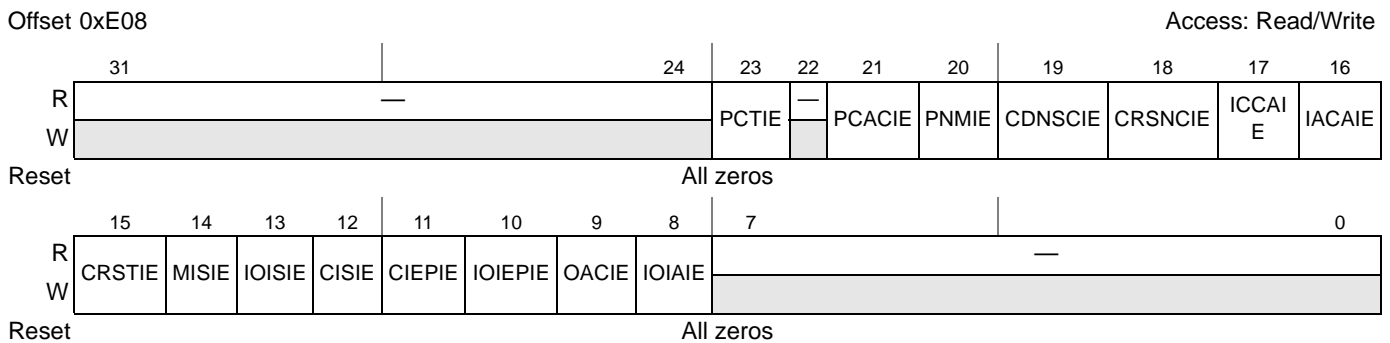 Offset 0xE08 Access: Read/Write
31 24 23 22 21 20 19 18 17 16
R — PCTIE — PCACIE PNMIE CDNSCIE CRSNCIE ICCAI E IACAIE
W
Reset All zeros
15 14 13 12 11 10 9 8 7 0
R CRSTIE MISIE IOISIE CISIE CIEPIE IOIEPIE OACIE IOIAIE —
W
Reset All zeros